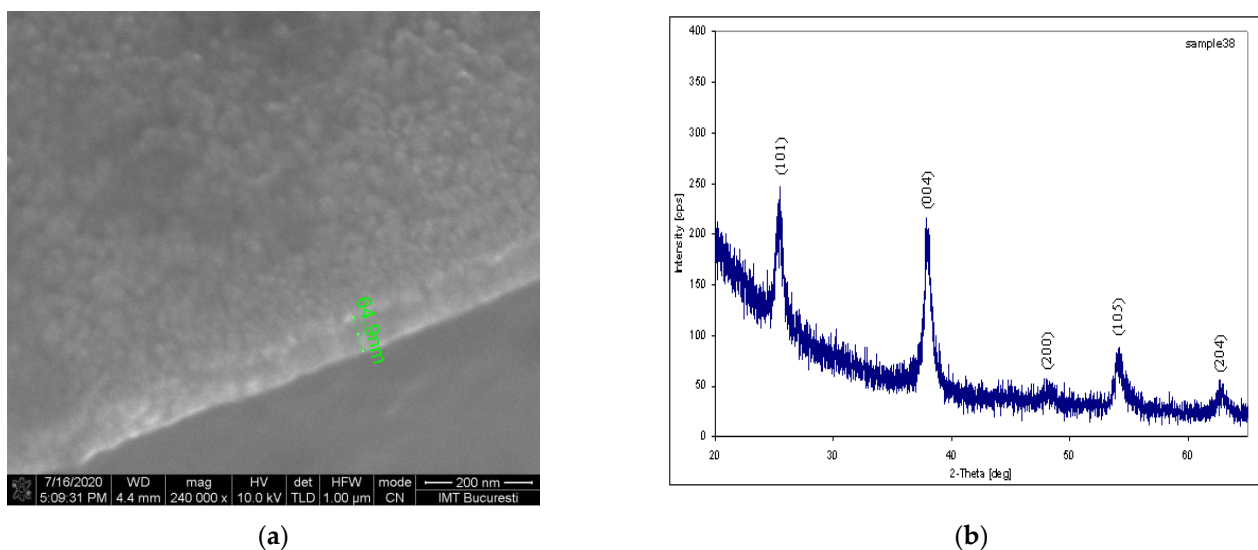 64.9nm
7/16/2020 WD mag HV det HFW mode 200 nm
5:09:31 PM 4.4 mm 240 000 x 10.0 kV TLD 1.00 µm CN IMT Bucuresti
(a)
sample38
400
350
300
250
200
150
100
50
0
Intensity [cps]
(101)
(004)
(200)
(105)
(204)
20 30 40 50 60
2-Theta [deg]
(b)